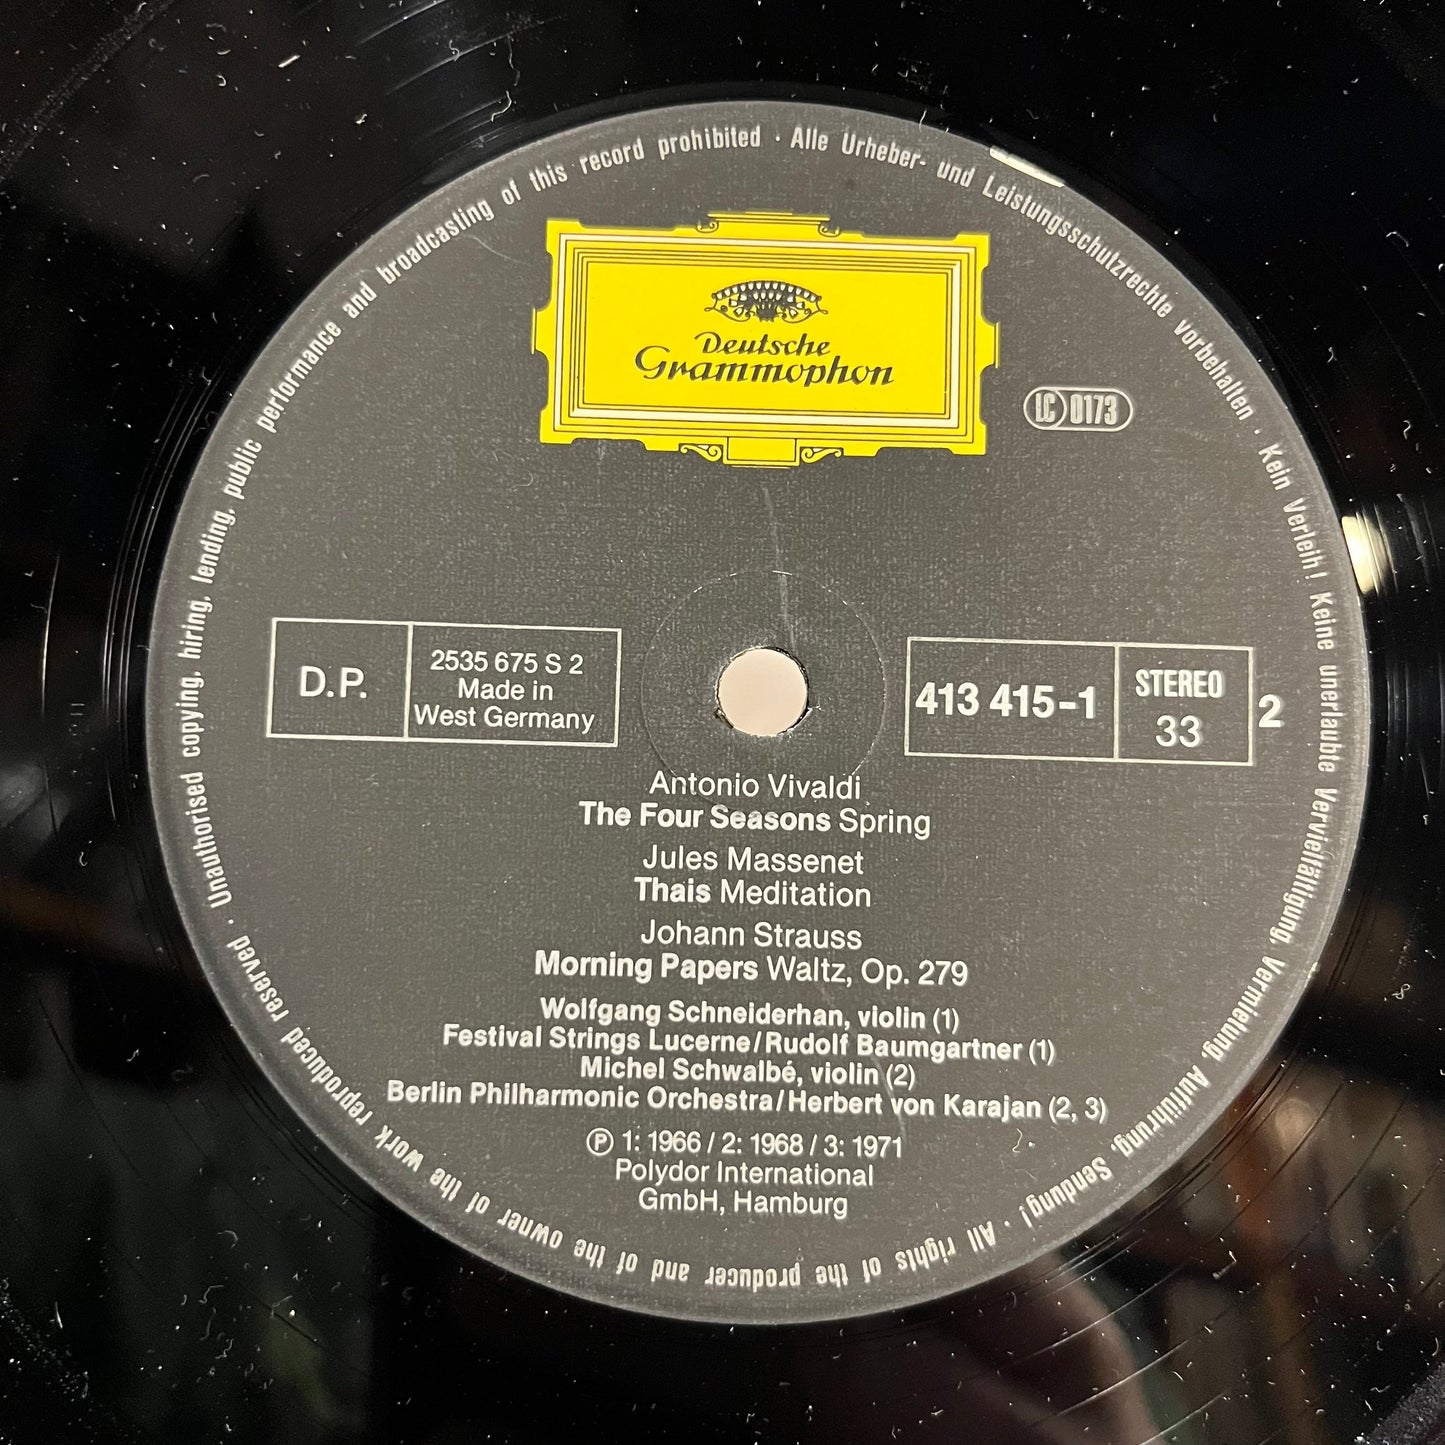 Alle Urheber- und Leistungsschutzrechte vorbehalten · Kein Verleih! Keine unerlaubte Vervielfältigung, Vermietung, Aufführung, Sendung! · All rights of the producer and of the owner of the work reproduced reserved · Unauthorised copying, hiring, lending, public performance and broadcasting of this record prohibited ·
Deutsche
Grammophon
LC 0173
D.P.
2535 675 S 2
Made in
West Germany
413 415-1
STEREO
33
2
Antonio Vivaldi
The Four Seasons Spring
Jules Massenet
Thais Meditation
Johann Strauss
Morning Papers Waltz, Op. 279
Wolfgang Schneiderhan, violin (1)
Festival Strings Lucerne/Rudolf Baumgartner (1)
Michel Schwalbé, violin (2)
Berlin Philharmonic Orchestra/Herbert von Karajan (2, 3)
Ⓟ 1: 1966 / 2: 1968 / 3: 1971
Polydor International
GmbH, Hamburg